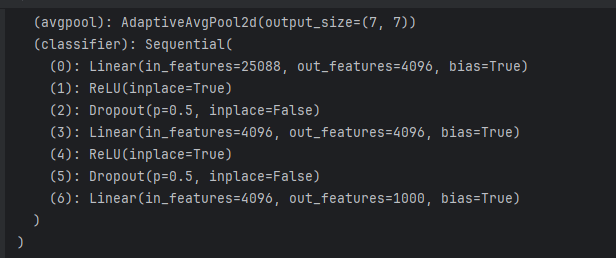 (avgpool): AdaptiveAvgPool2d(output_size=(7, 7))
(classifier): Sequential(
(0): Linear(in_features=25088, out_features=4096, bias=True)
(1): ReLU(inplace=True)
(2): Dropout(p=0.5, inplace=False)
(3): Linear(in_features=4096, out_features=4096, bias=True)
(4): ReLU(inplace=True)
(5): Dropout(p=0.5, inplace=False)
(6): Linear(in_features=4096, out_features=1000, bias=True)
)
)